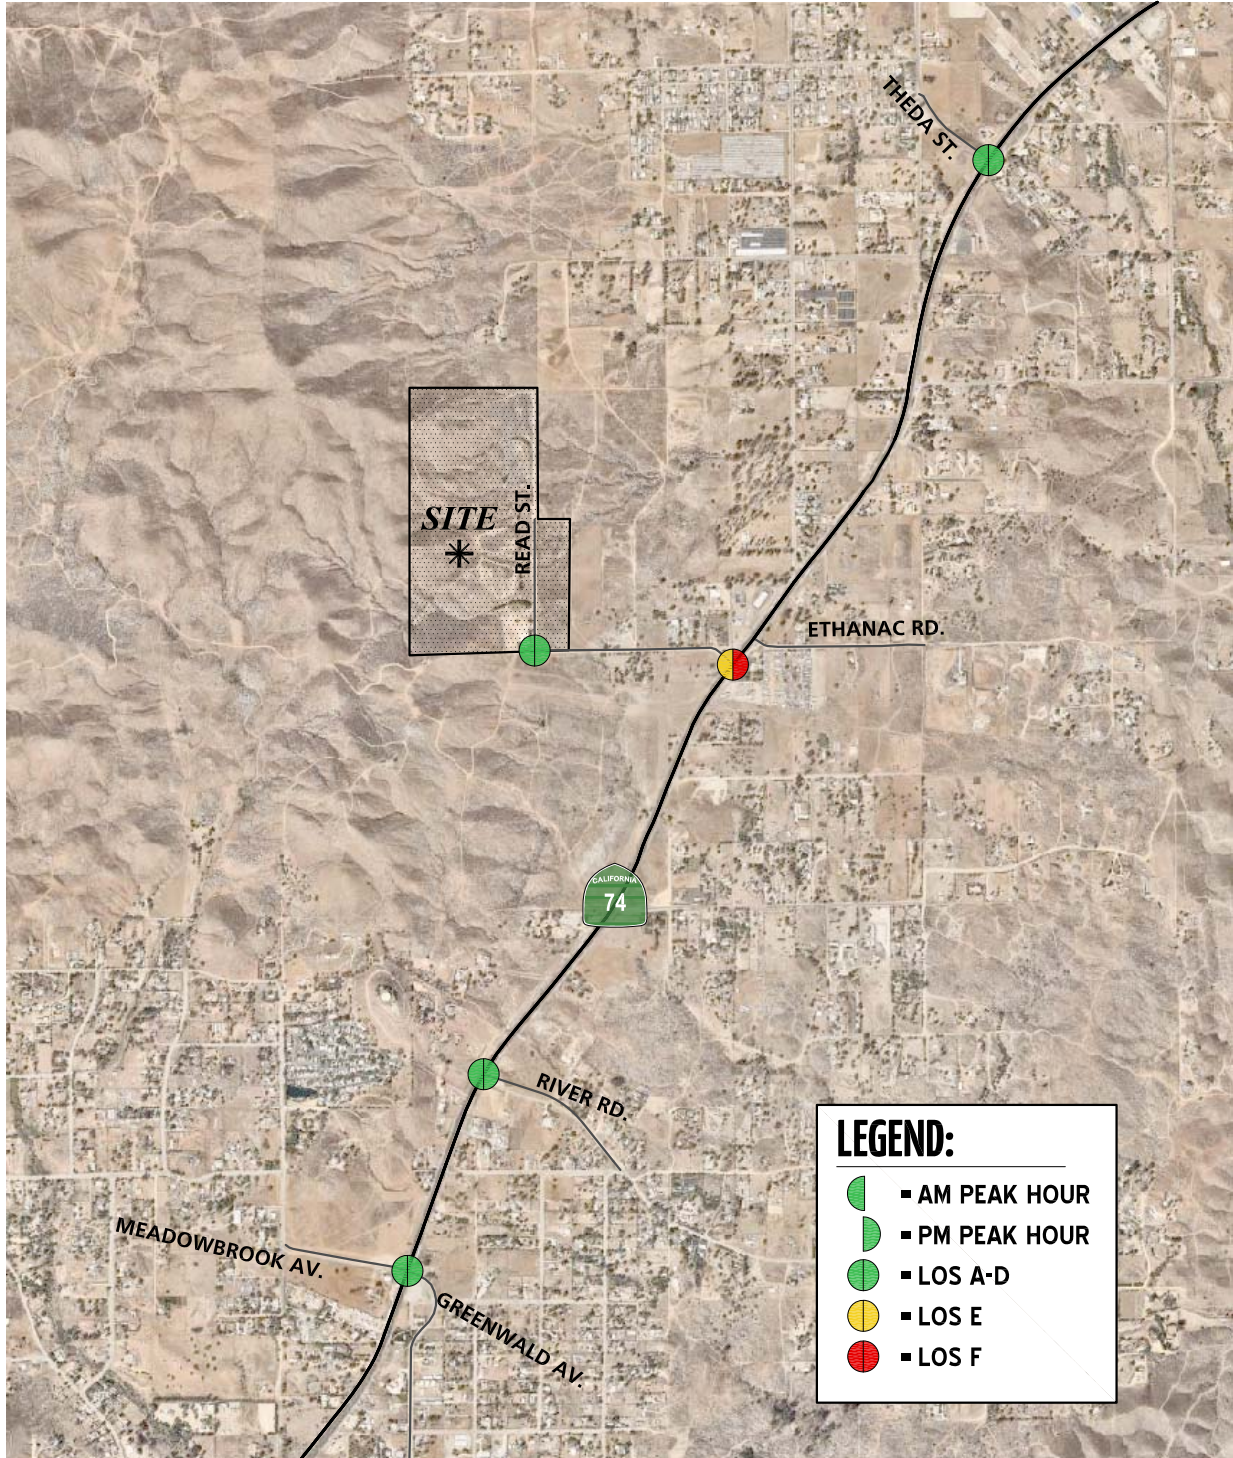 THEDA ST.
SITE
READ ST.
ETHANAC RD.
CALIFORNIA
74
RIVER RD.
MEADOWBROOK AV.
GREENWALD AV.
LEGEND:
= AM PEAK HOUR
= PM PEAK HOUR
= LOS A-D
= LOS E
= LOS F